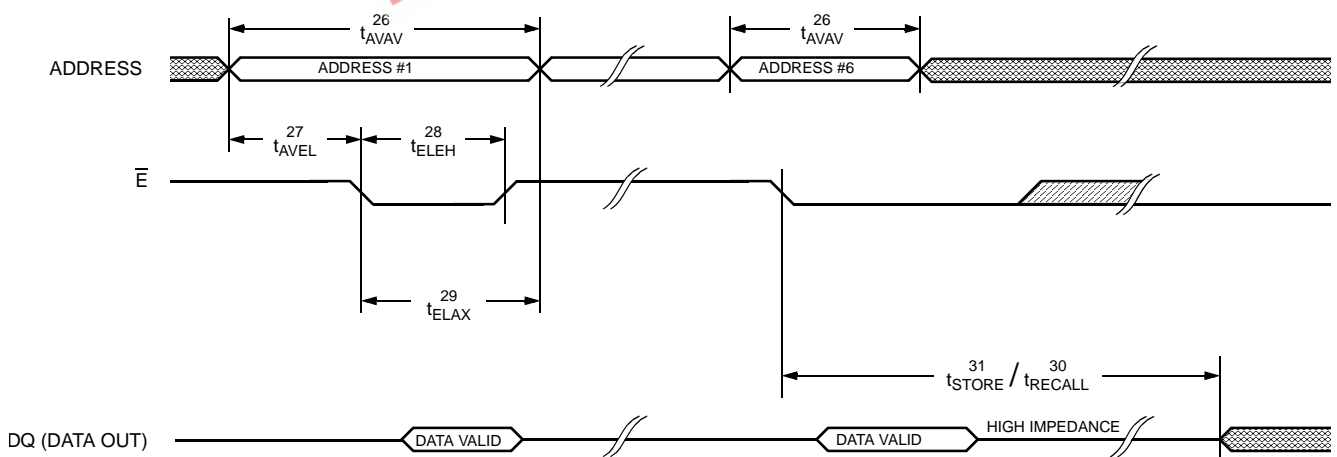 26 26
tAVAV tAVAV
ADDRESS ADDRESS #1 ADDRESS #6
27 28
tAVEL tELEH
E
29
tELAX
31 30
tSTORE / tRECALL
DQ (DATA OUT) DATA VALID DATA VALID HIGH IMPEDANCE